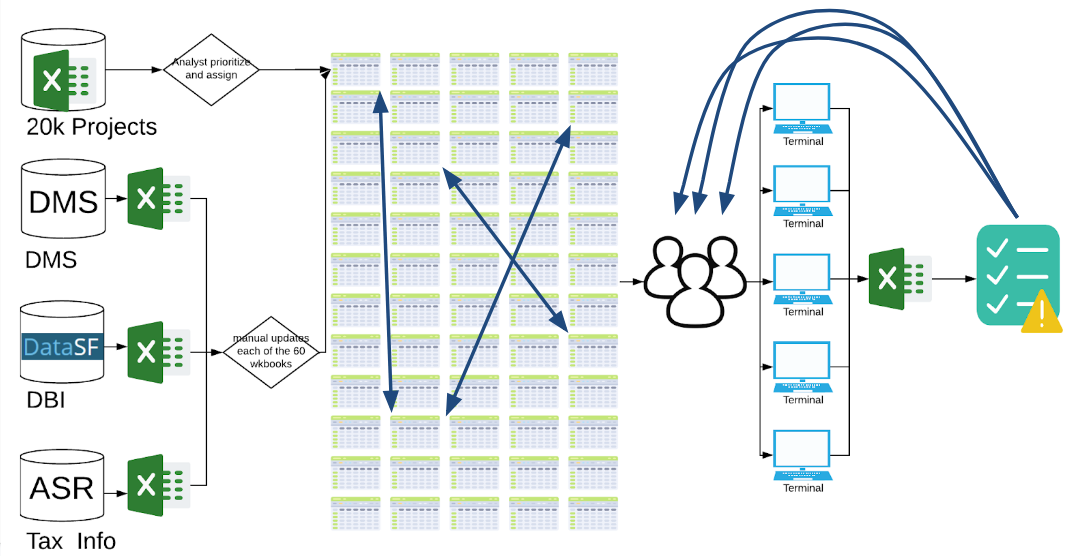 Analyst prioritize
and assign
20k Projects
DMS
DMS
DataSF
DBI
manual updates
each of the 60
wkbooks
ASR
Tax Info
Terminal
Terminal
Terminal
Terminal
Terminal
X
X
X
X
X